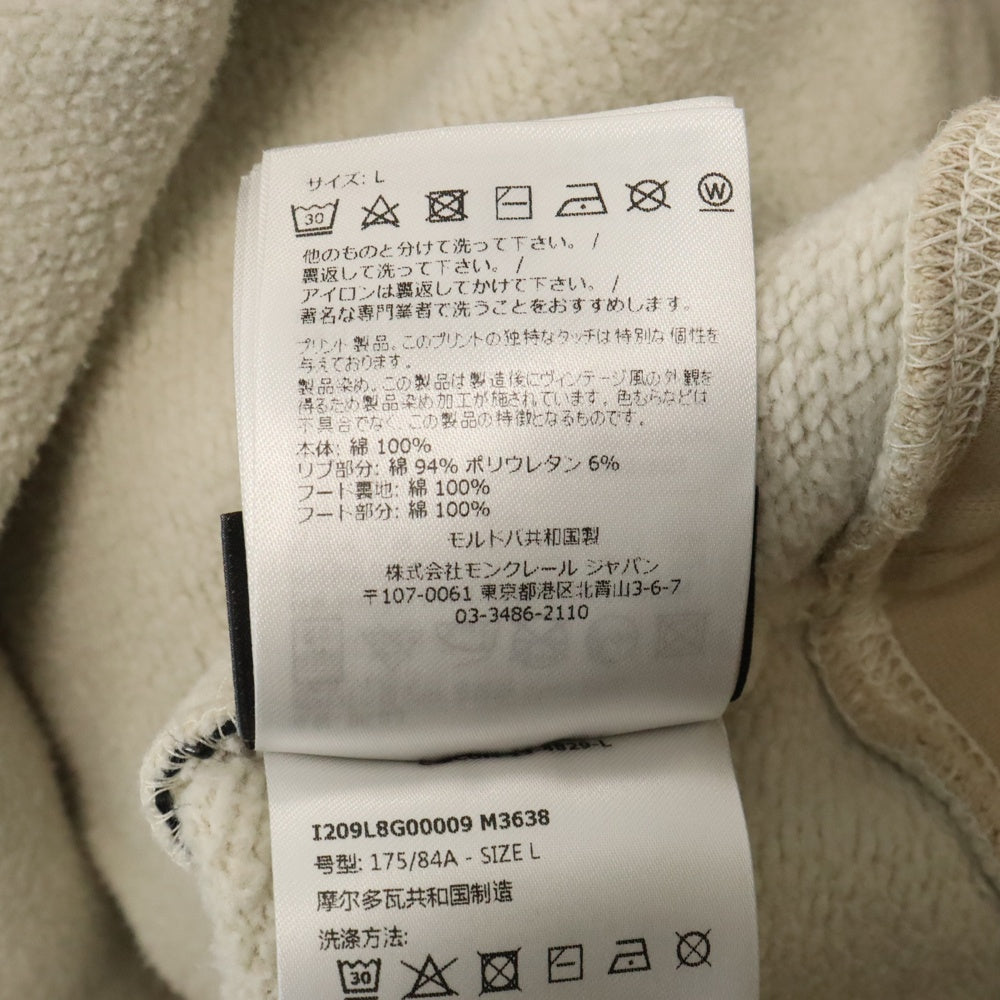 サイズ: L
30 W
他のものと分けて洗って下さい。 /
裏返して洗って下さい。 /
アイロンは裏返してかけて下さい。 /
著名な専門業者で洗うことをおすすめします。
プリント製品。このプリントの独特なタッチは特別な個性を
与えております。
製品染め。この製品は製造後にヴィンテージ風の外観を
得るため製品染め加工が施されています。色むらなどは
不具合でなく、この製品の特徴となるものです。
本体: 綿 100%
リブ部分: 綿 94% ポリウレタン 6%
フード裏地: 綿 100%
フート部分: 綿 100%
モルドバ共和国製
株式会社モンクレール ジャパン
〒107-0061 東京都港区北青山3-6-7
03-3486-2110
I209L8G00009 M3638
号型: 175/84A - SIZE L
摩尔多瓦共和国制造
洗涤方法:
30